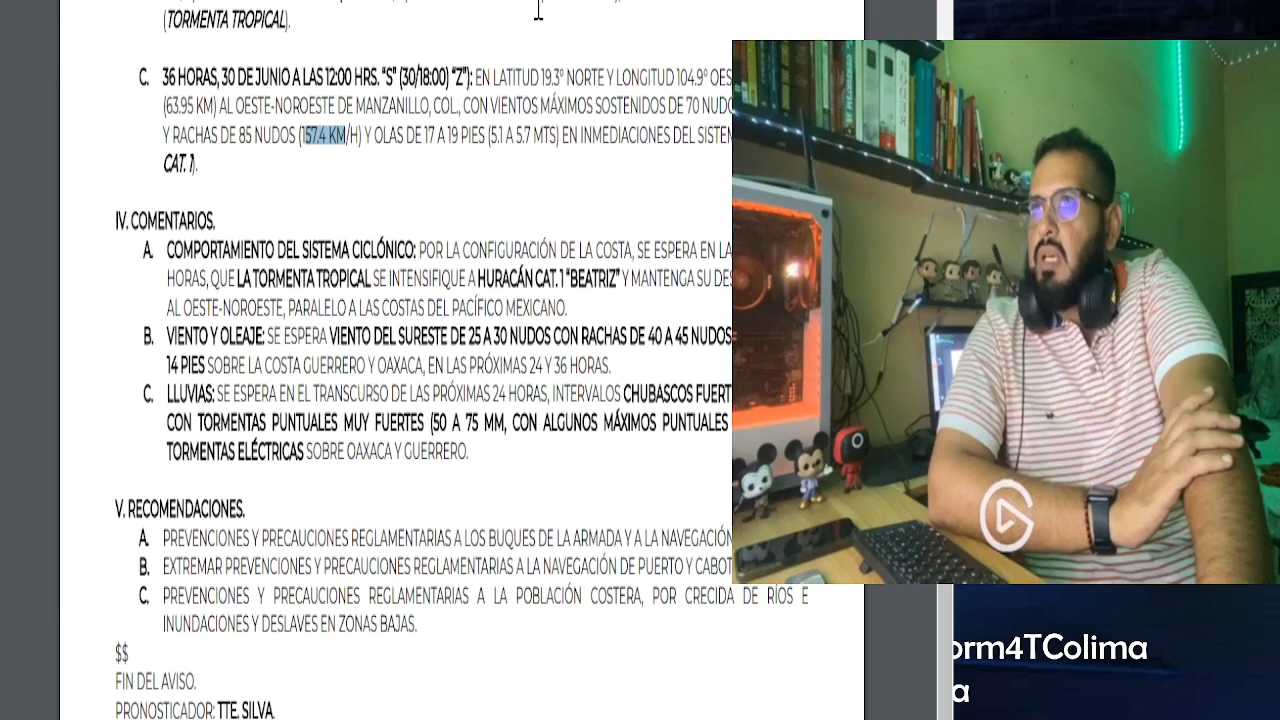 (TORMENTA TROPICAL).
C. 36 HORAS, 30 DE JUNIO A LAS 12:00 HRS. “S” (30/18:00) “Z”): EN LATITUD 19.3° NORTE Y LONGITUD 104.9° OES
(63.95 KM) AL OESTE-NOROESTE DE MANZANILLO, COL., CON VIENTOS MÁXIMOS SOSTENIDOS DE 70 NUDO
Y RACHAS DE 85 NUDOS (157.4 KM/H) Y OLAS DE 17 A 19 PIES (5.1 A 5.7 MTS) EN INMEDIACIONES DEL SISTEM
CAT. 1).
IV. COMENTARIOS.
A. COMPORTAMIENTO DEL SISTEMA CICLÓNICO: POR LA CONFIGURACIÓN DE LA COSTA, SE ESPERA EN LA
HORAS, QUE LA TORMENTA TROPICAL SE INTENSIFIQUE A HURACÁN CAT. 1 “BEATRIZ” Y MANTENGA SU DES
AL OESTE-NOROESTE, PARALELO A LAS COSTAS DEL PACÍFICO MEXICANO.
B. VIENTO Y OLEAJE: SE ESPERA VIENTO DEL SURESTE DE 25 A 30 NUDOS CON RACHAS DE 40 A 45 NUDOS
14 PIES SOBRE LA COSTA GUERRERO Y OAXACA, EN LAS PRÓXIMAS 24 Y 36 HORAS.
C. LLUVIAS: SE ESPERA EN EL TRANSCURSO DE LAS PRÓXIMAS 24 HORAS, INTERVALOS CHUBASCOS FUERT
CON TORMENTAS PUNTUALES MUY FUERTES (50 A 75 MM, CON ALGUNOS MÁXIMOS PUNTUALES
TORMENTAS ELÉCTRICAS SOBRE OAXACA Y GUERRERO.
V. RECOMENDACIONES.
A. PREVENCIONES Y PRECAUCIONES REGLAMENTARIAS A LOS BUQUES DE LA ARMADA Y A LA NAVEGACIÓN
B. EXTREMAR PREVENCIONES Y PRECAUCIONES REGLAMENTARIAS A LA NAVEGACIÓN DE PUERTO Y CABOT
C. PREVENCIONES Y PRECAUCIONES REGLAMENTARIAS A LA POBLACIÓN COSTERA, POR CRECIDA DE RÍOS E
INUNDACIONES Y DESLAVES EN ZONAS BAJAS.
$$
FIN DEL AVISO.
PRONOSTICADOR: TTE. SILVA
orm4TColima
a